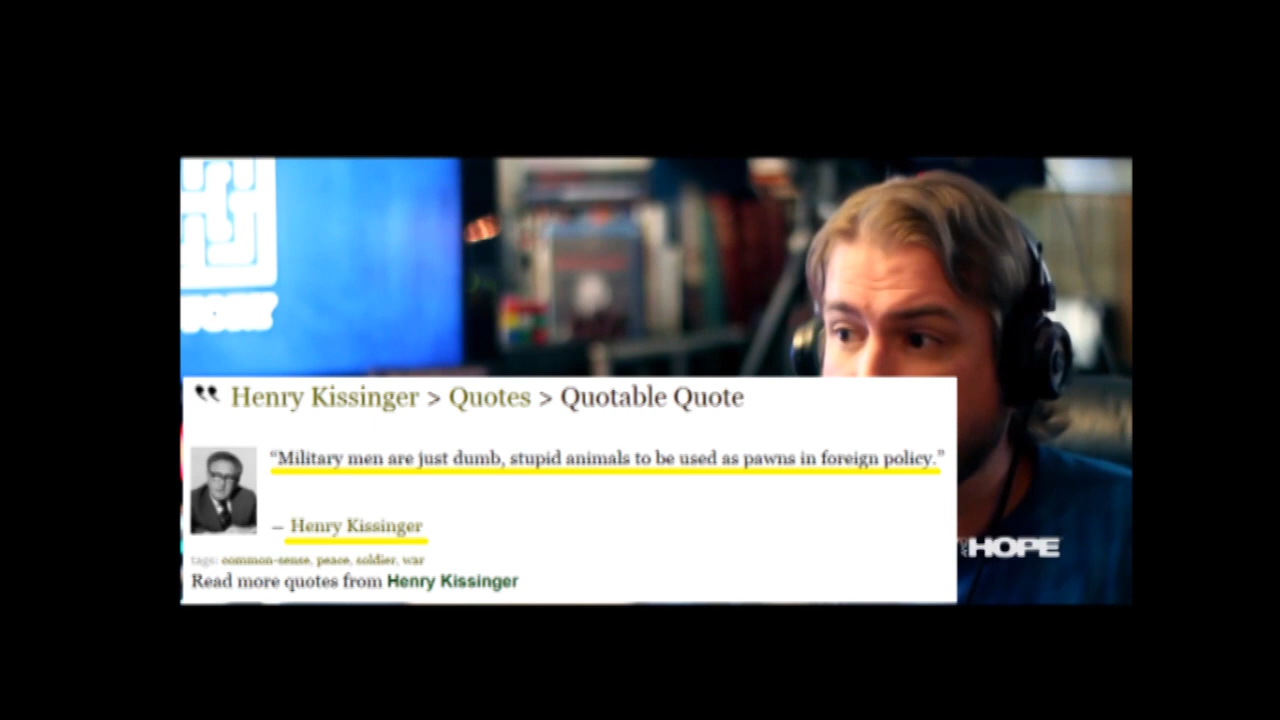 Henry Kissinger > Quotes > Quotable Quote
“Military men are just dumb, stupid animals to be used as pawns in foreign policy.”
– Henry Kissinger
tags: common-sense, peace, soldier, war
Read more quotes from Henry Kissinger
HOPE